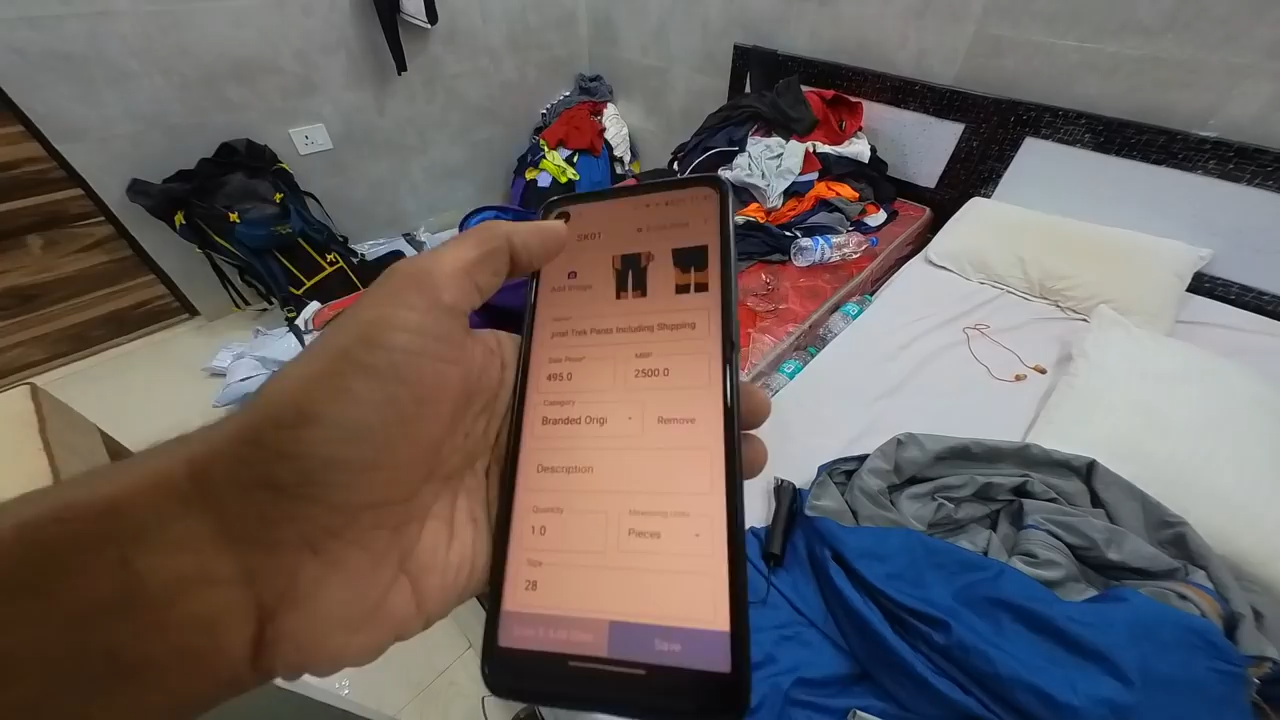 SK01
Add Image
Name*
ginal Trek Pants Including Shipping
Sale Price*
MRP
495.0
2500.0
Category
Branded Origi
Remove
Description
Quantity
Measuring Units
1.0
Pieces
Size
28
Save